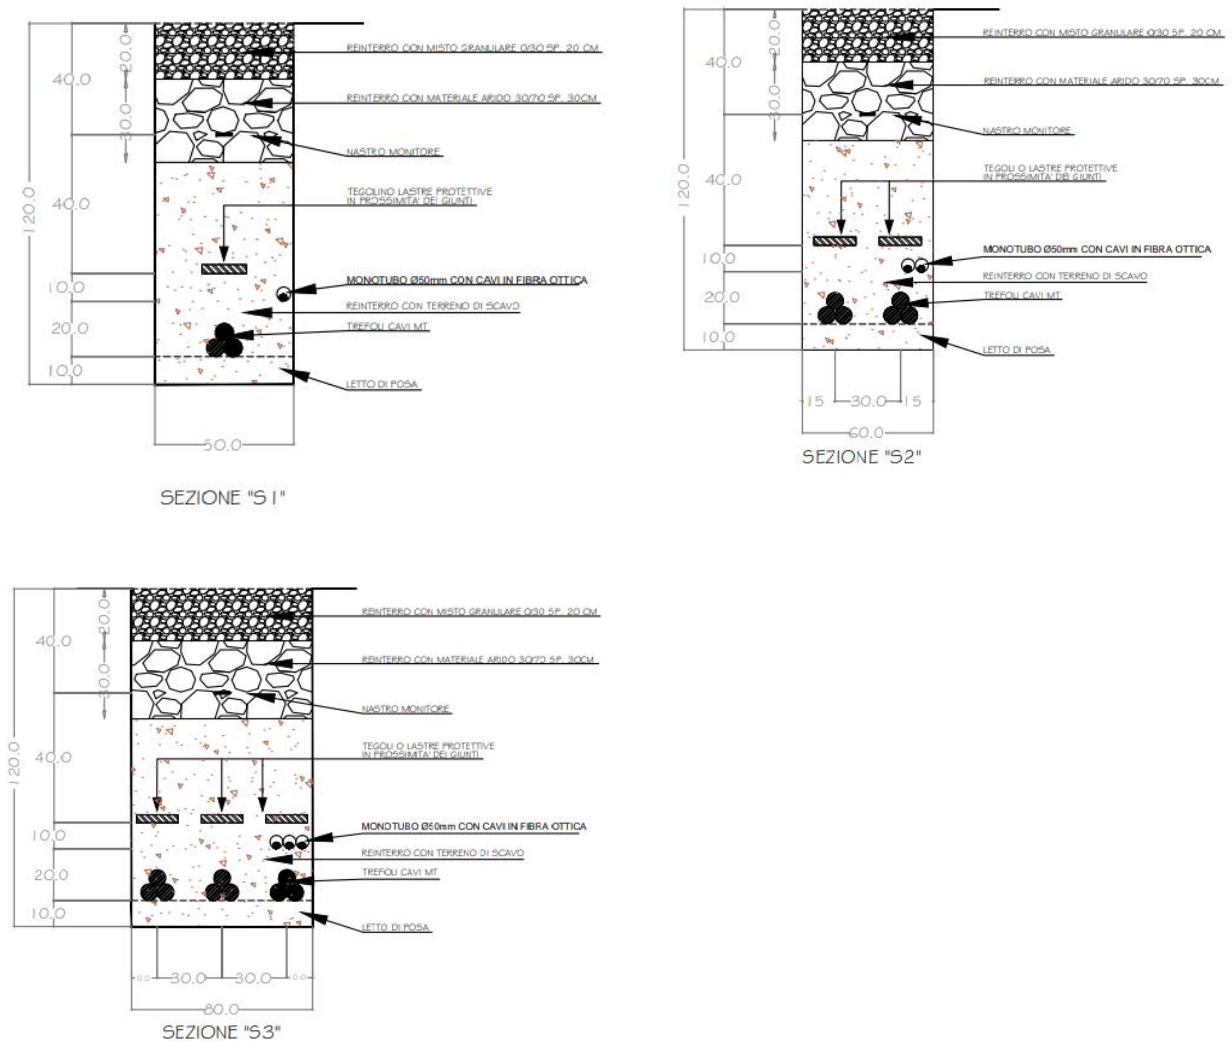 120.0
40.0
20.0
30.0
40.0
10.0
20.0
10.0
50.0
REINTERRO CON MISTO GRANULARE 0/30 SP. 20 CM
REINTERRO CON MATERIALE ARIDO 30/70 SP. 30CM
NASTRO MONITORE
TEGOLINO LASTRE PROTETTIVE
IN PROSSIMITA' DEI GIUNTI
MONOTUBO Ø50mm CON CAVI IN FIBRA OTTICA
REINTERRO CON TERRENO DI SCAVO
TREFOLI CAVI MT
LETTO DI POSA
SEZIONE "S1"
120.0
40.0
20.0
30.0
40.0
10.0
20.0
10.0
15
30.0
15
60.0
REINTERRO CON MISTO GRANULARE 0/30 SP. 20 CM
REINTERRO CON MATERIALE ARIDO 30/70 SP. 30CM
NASTRO MONITORE
TEGOLI O LASTRE PROTETTIVE
IN PROSSIMITA' DEI GIUNTI
MONOTUBO Ø50mm CON CAVI IN FIBRA OTTICA
REINTERRO CON TERRENO DI SCAVO
TREFOLI CAVI MT
LETTO DI POSA
SEZIONE "S2"
120.0
40.0
20.0
30.0
40.0
10.0
20.0
10.0
30.0
30.0
80.0
REINTERRO CON MISTO GRANULARE 0/30 SP. 20 CM
REINTERRO CON MATERIALE ARIDO 30/70 SP. 30CM
NASTRO MONITORE
TEGOLI O LASTRE PROTETTIVE
IN PROSSIMITA' DEI GIUNTI
MONOTUBO Ø50mm CON CAVI IN FIBRA OTTICA
REINTERRO CON TERRENO DI SCAVO
TREFOLI CAVI MT
LETTO DI POSA
SEZIONE "S3"